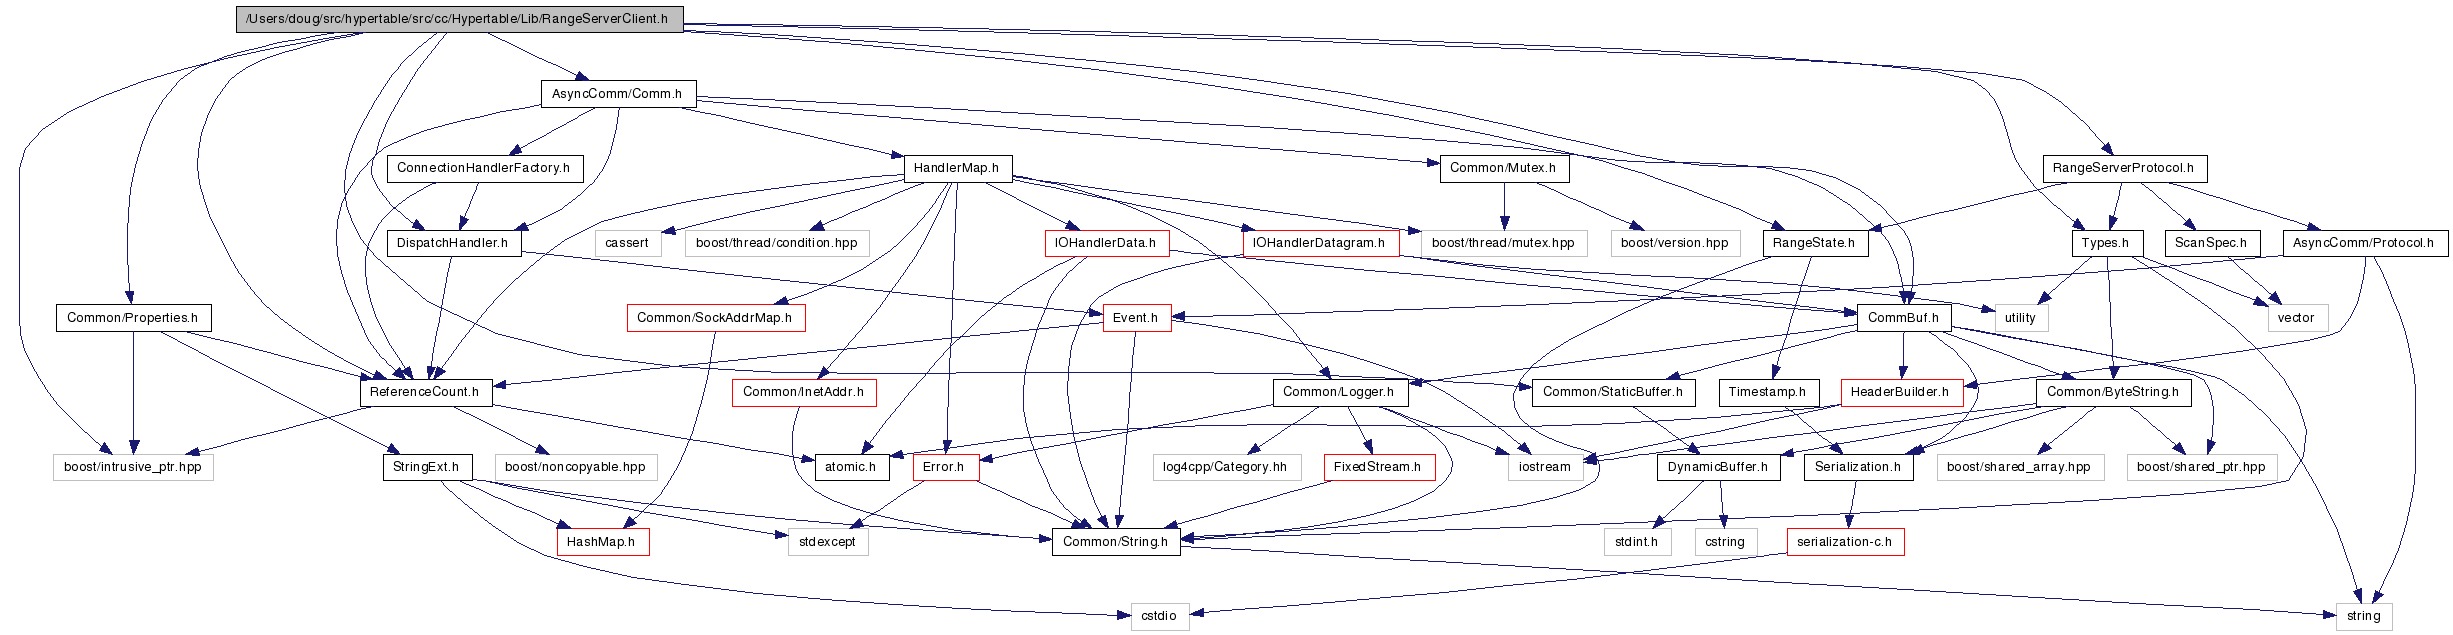 /Users/doug/src/hypertable/src/cc/Hypertable/Lib/RangeServerClient.h
AsyncComm/Comm.h
ConnectionHandlerFactory.h
HandlerMap.h
Common/Mutex.h
RangeServerProtocol.h
DispatchHandler.h
cassert
boost/thread/condition.hpp
IOHandlerData.h
IOHandlerDatagram.h
boost/thread/mutex.hpp
boost/version.hpp
RangeState.h
Types.h
ScanSpec.h
AsyncComm/Protocol.h
Common/Properties.h
Common/SockAddrMap.h
Event.h
CommBuf.h
utility
vector
ReferenceCount.h
Common/InetAddr.h
Common/Logger.h
Common/StaticBuffer.h
Timestamp.h
HeaderBuilder.h
Common/ByteString.h
boost/intrusive_ptr.hpp
StringExt.h
boost/noncopyable.hpp
atomic.h
Error.h
log4cpp/Category.hh
FixedStream.h
iostream
DynamicBuffer.h
Serialization.h
boost/shared_array.hpp
boost/shared_ptr.hpp
HashMap.h
stdexcept
Common/String.h
stdint.h
cstring
serialization-c.h
cstdio
string